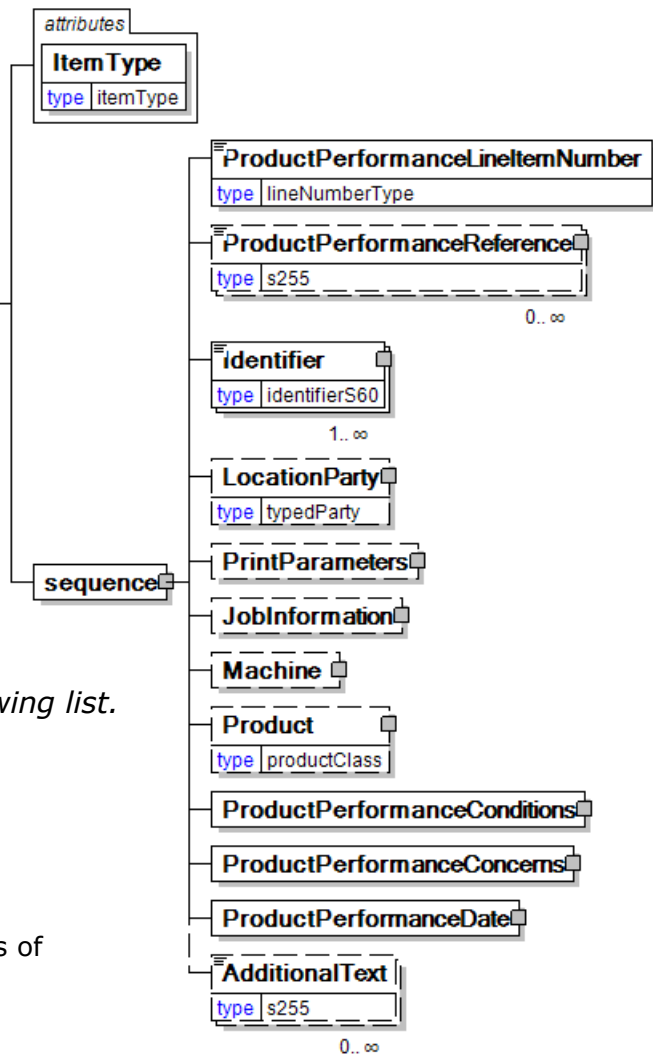 attributes
ItemType
type itemType
ProductPerformanceLineItemNumber
type lineNumberType
ProductPerformanceReference
type s255
0.. ∞
Identifier
type identifierS60
1.. ∞
LocationParty
type typedParty
PrintParameters
sequence
JobInformation
Machine
wing list.
Product
type productClass
ProductPerformanceConditions
ProductPerformanceConcerns
ProductPerformanceDate
s of
AdditionalText
type s255
0.. ∞